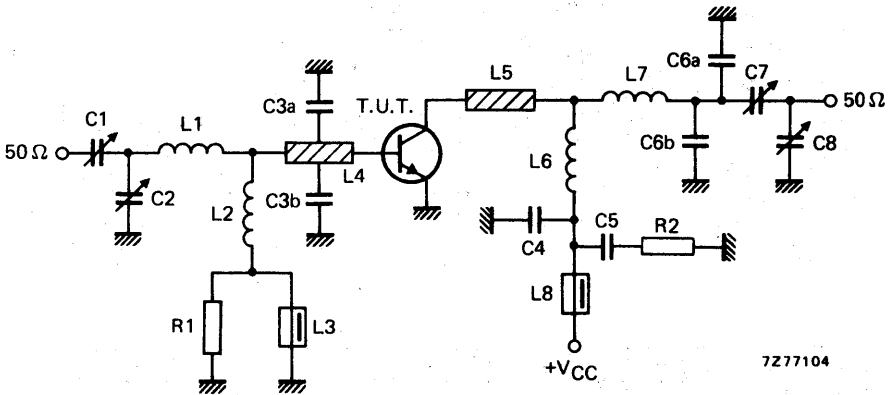 C6a
L5
L7
C7
C3a
T.U.T.
50 Ω
C1
L1
50 Ω
L6
C6b
C8
C2
L2
C3b
L4
C4
C5
R2
R1
L3
L8
+VCC
7Z77104